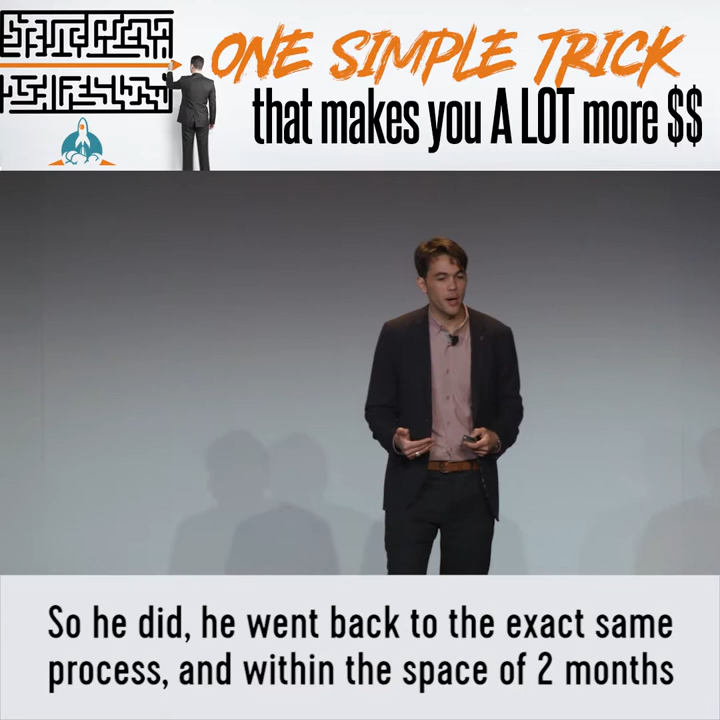 ONE SIMPLE TRICK
that makes you A LOT more $$
So he did, he went back to the exact same
process, and within the space of 2 months